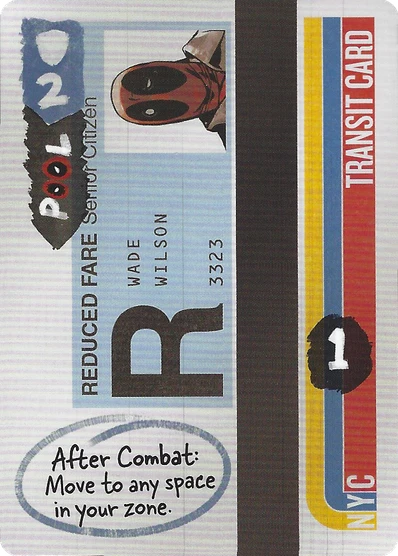 2
POOL
REDUCED FARE
Senior Citizen
R
WADE
WILSON
3323
After Combat:
Move to any space
in your zone.
NYC
TRANSIT CARD
1